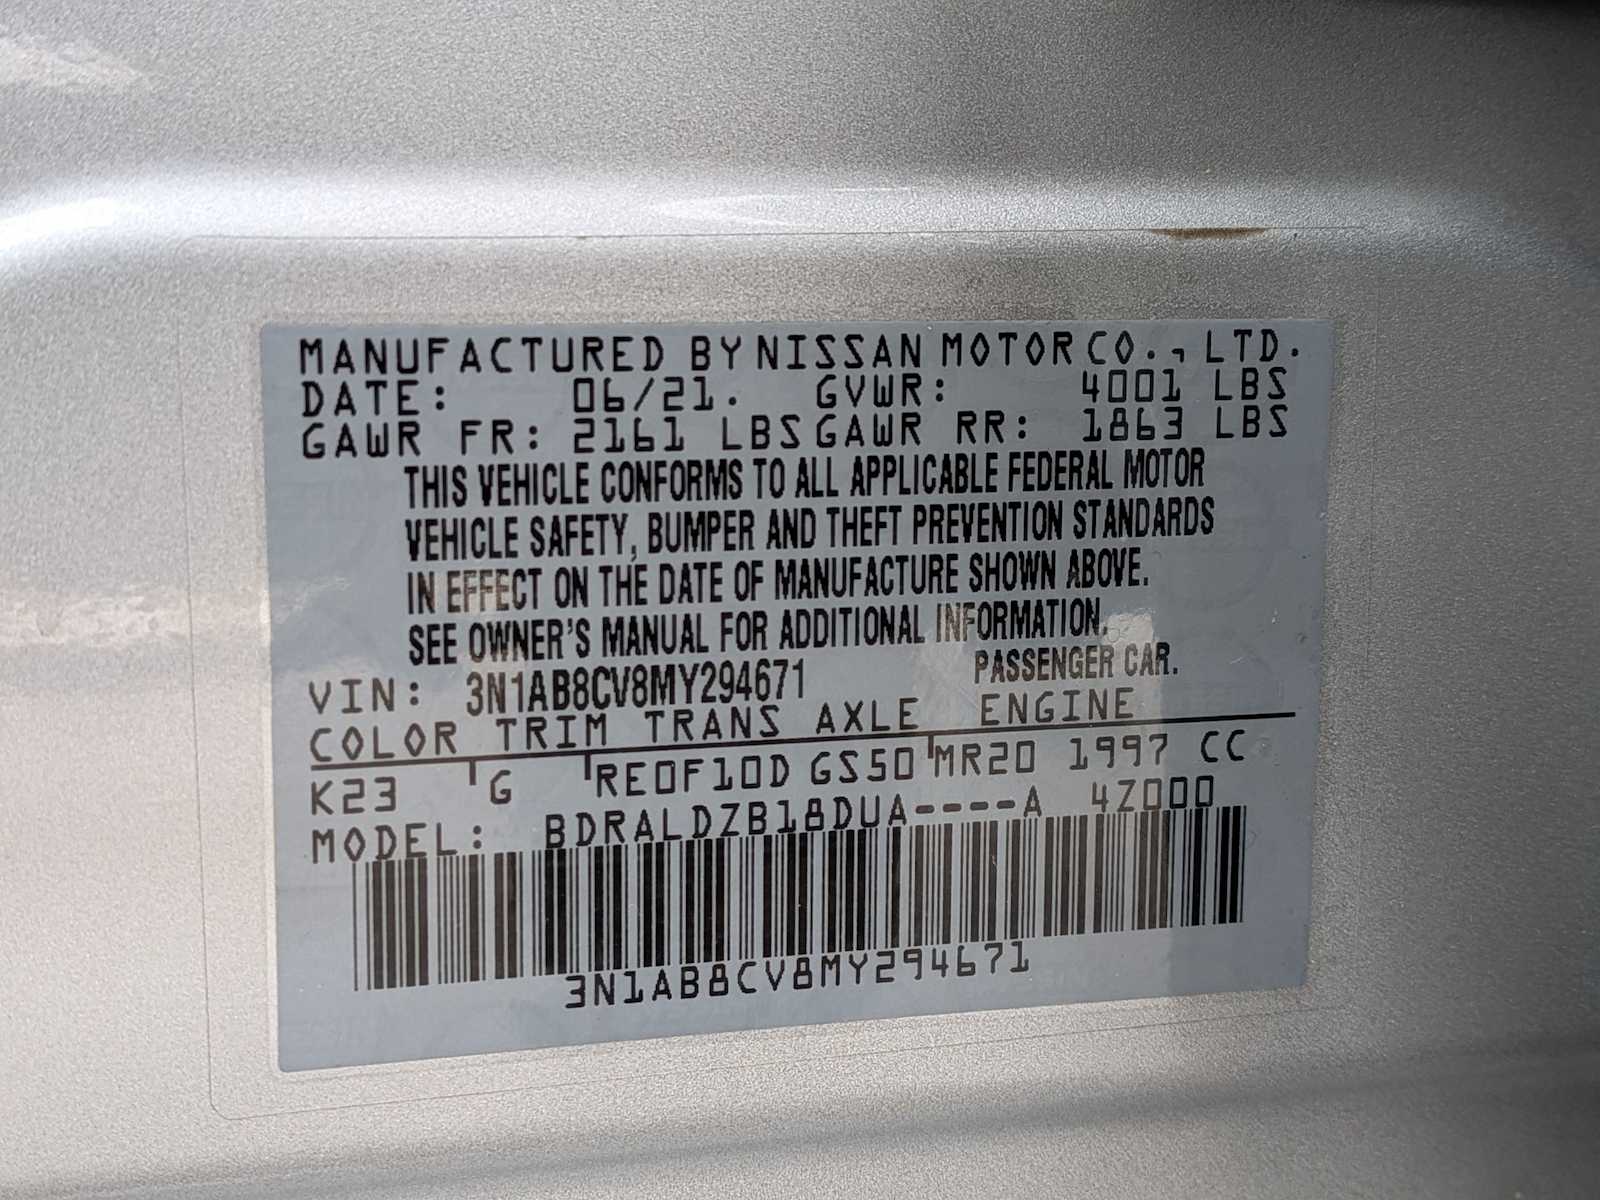 MANUFACTURED BY NISSAN MOTOR CO., LTD.
DATE: 06/21. GVWR: 4001 LBS
GAWR FR: 2161 LBS GAWR RR: 1863 LBS
THIS VEHICLE CONFORMS TO ALL APPLICABLE FEDERAL MOTOR
VEHICLE SAFETY, BUMPER AND THEFT PREVENTION STANDARDS
IN EFFECT ON THE DATE OF MANUFACTURE SHOWN ABOVE.
SEE OWNER'S MANUAL FOR ADDITIONAL INFORMATION.
VIN: 3N1AB8CV8MY294671 PASSENGER CAR.
COLOR TRIM TRANS AXLE ENGINE
K23 G RE0F10D GS50 MR20 1997 CC
MODEL: BDRALDZB18DUA----A 4Z000
3N1AB8CV8MY294671